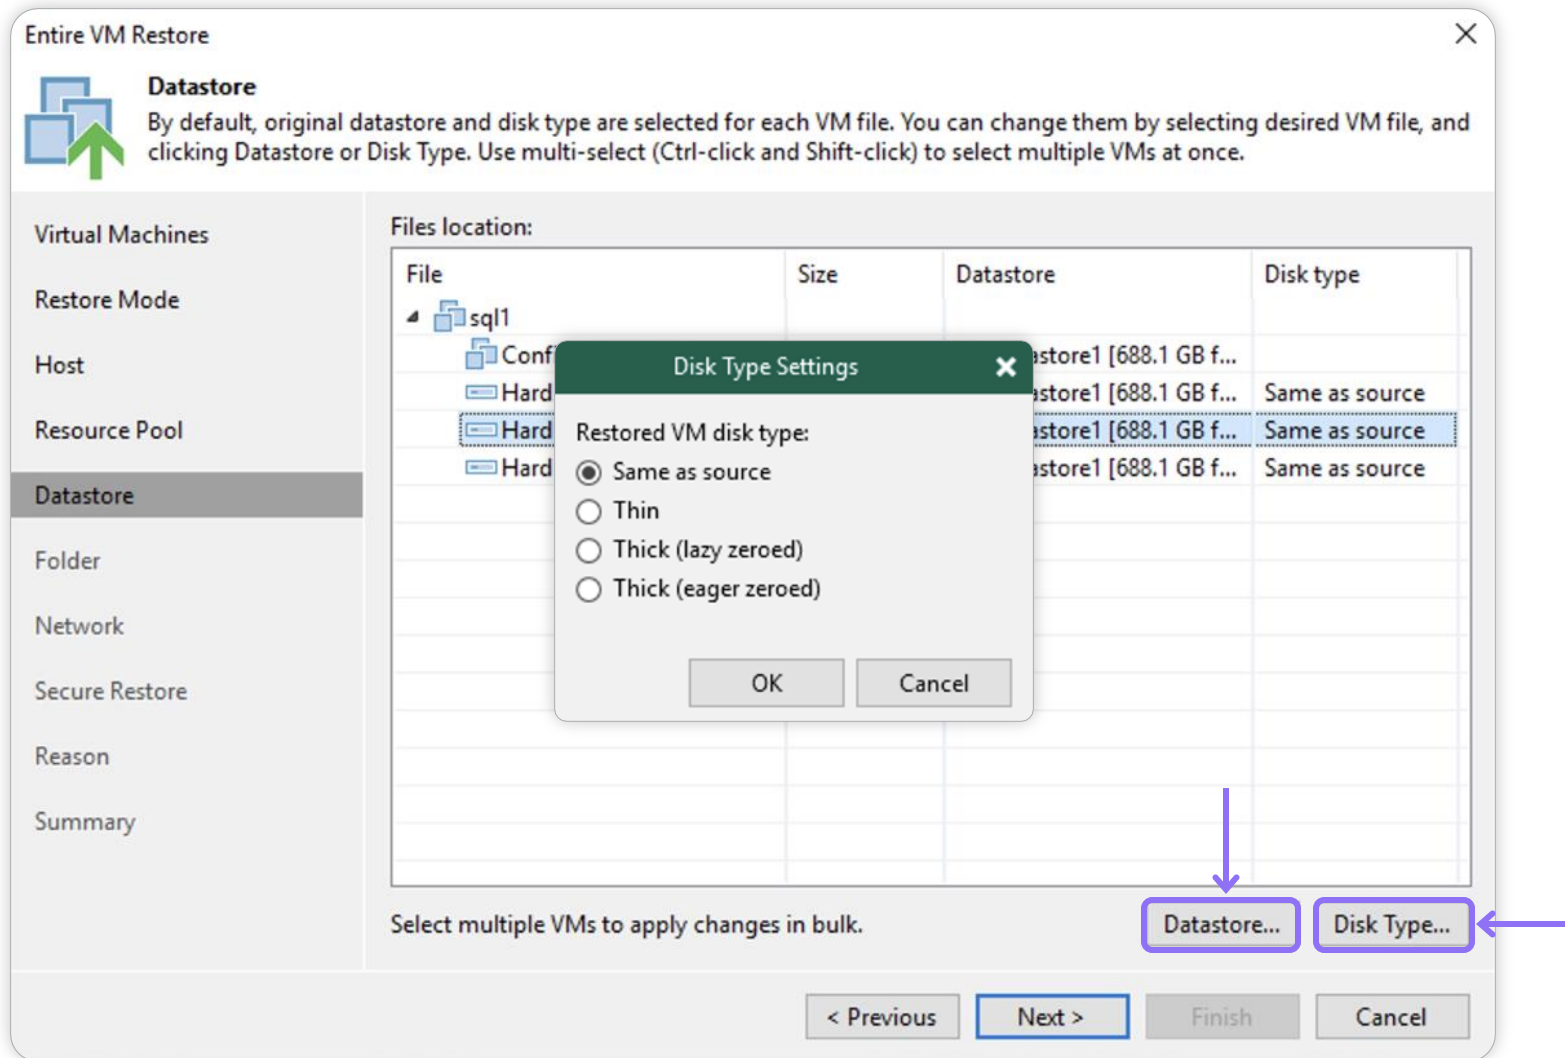 Entire VM Restore
Datastore
By default, original datastore and disk type are selected for each VM file. You can change them by selecting desired VM file, and
clicking Datastore or Disk Type. Use multi-select (Ctrl-click and Shift-click) to select multiple VMs at once.
Virtual Machines
Restore Mode
Host
Resource Pool
Datastore
Folder
Network
Secure Restore
Reason
Summary
Files location:
File Size Datastore Disk type
sql1
Conf astore1 [688.1 GB f...
Hard astore1 [688.1 GB f... Same as source
Hard astore1 [688.1 GB f... Same as source
Hard astore1 [688.1 GB f... Same as source
Disk Type Settings
Restored VM disk type:
Same as source
Thin
Thick (lazy zeroed)
Thick (eager zeroed)
OK Cancel
Select multiple VMs to apply changes in bulk. Datastore... Disk Type...
< Previous Next > Finish Cancel